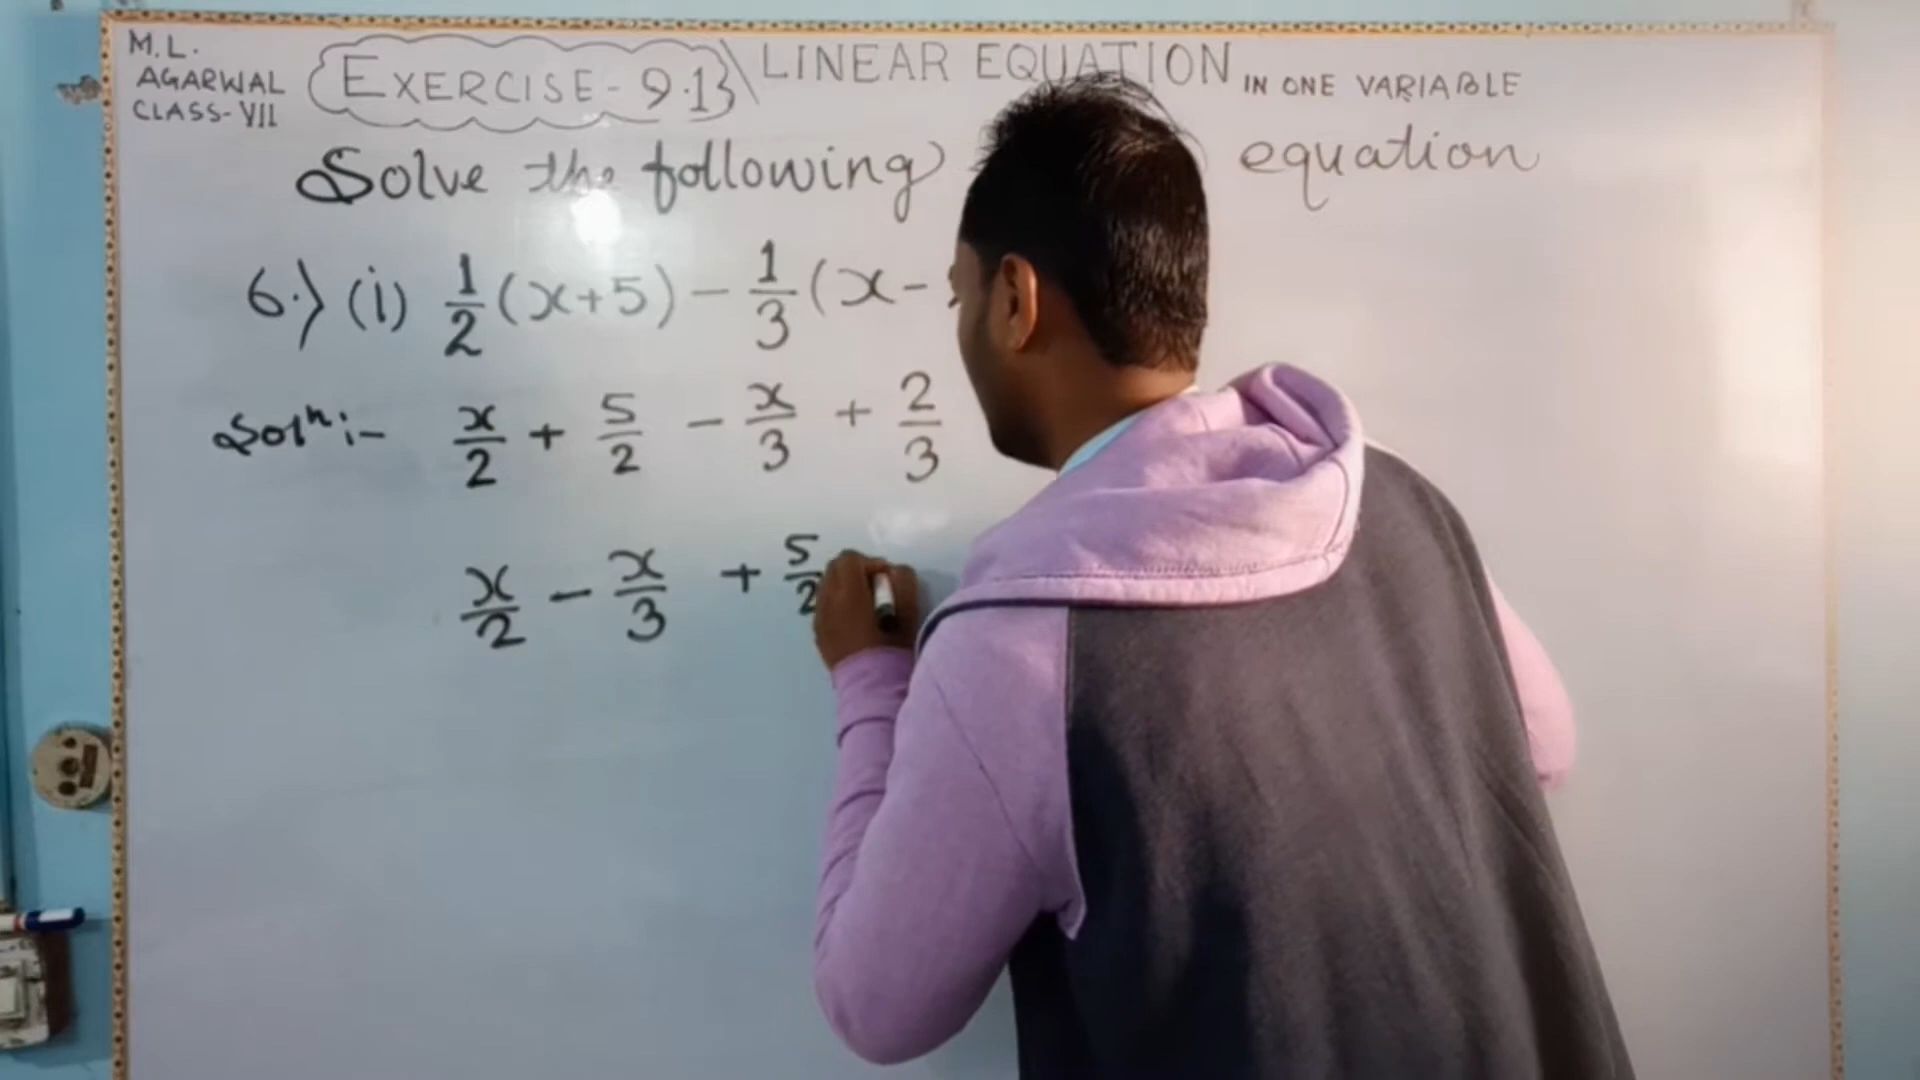 M.L.
AGARWAL
CLASS-VII
EXERCISE-9.1
LINEAR EQUATION IN ONE VARIABLE
Solve the following equation
6.) (i) 1/2 (x+5) - 1/3 (x-
Solⁿ:- x/2 + 5/2 - x/3 + 2/3
x/2 - x/3 + 5/2